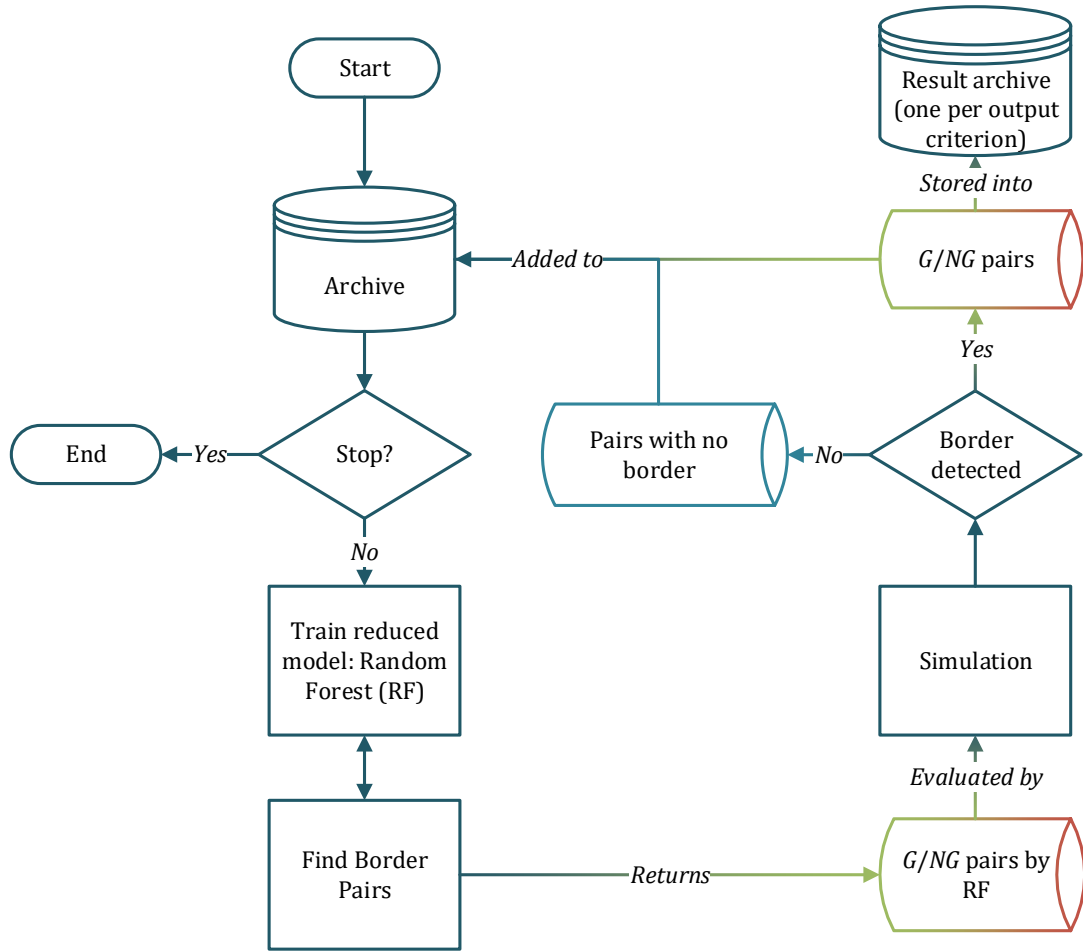 Start
Result archive
(one per output
criterion)
Stored into
G/NG pairs
Added to
Archive
Yes
End
Yes
Stop?
Pairs with no
border
No
Border
detected
No
Train reduced
model: Random
Forest (RF)
Simulation
Evaluated by
Find Border
Pairs
Returns
G/NG pairs by
RF